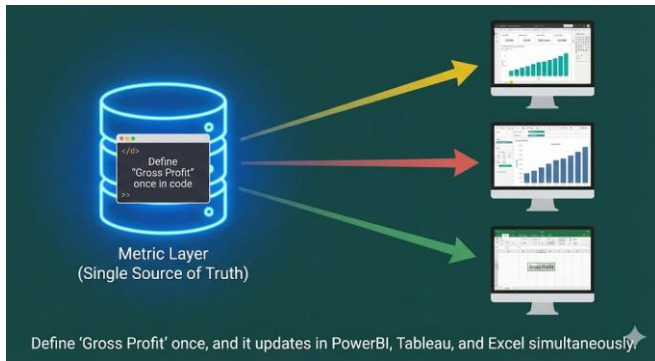 </d>
Define
"Gross Profit"
once in code
>>
Metric Layer
(Single Source of Truth)
Gross Profit
Define 'Gross Profit' once, and it updates in PowerBI, Tableau, and Excel simultaneously.